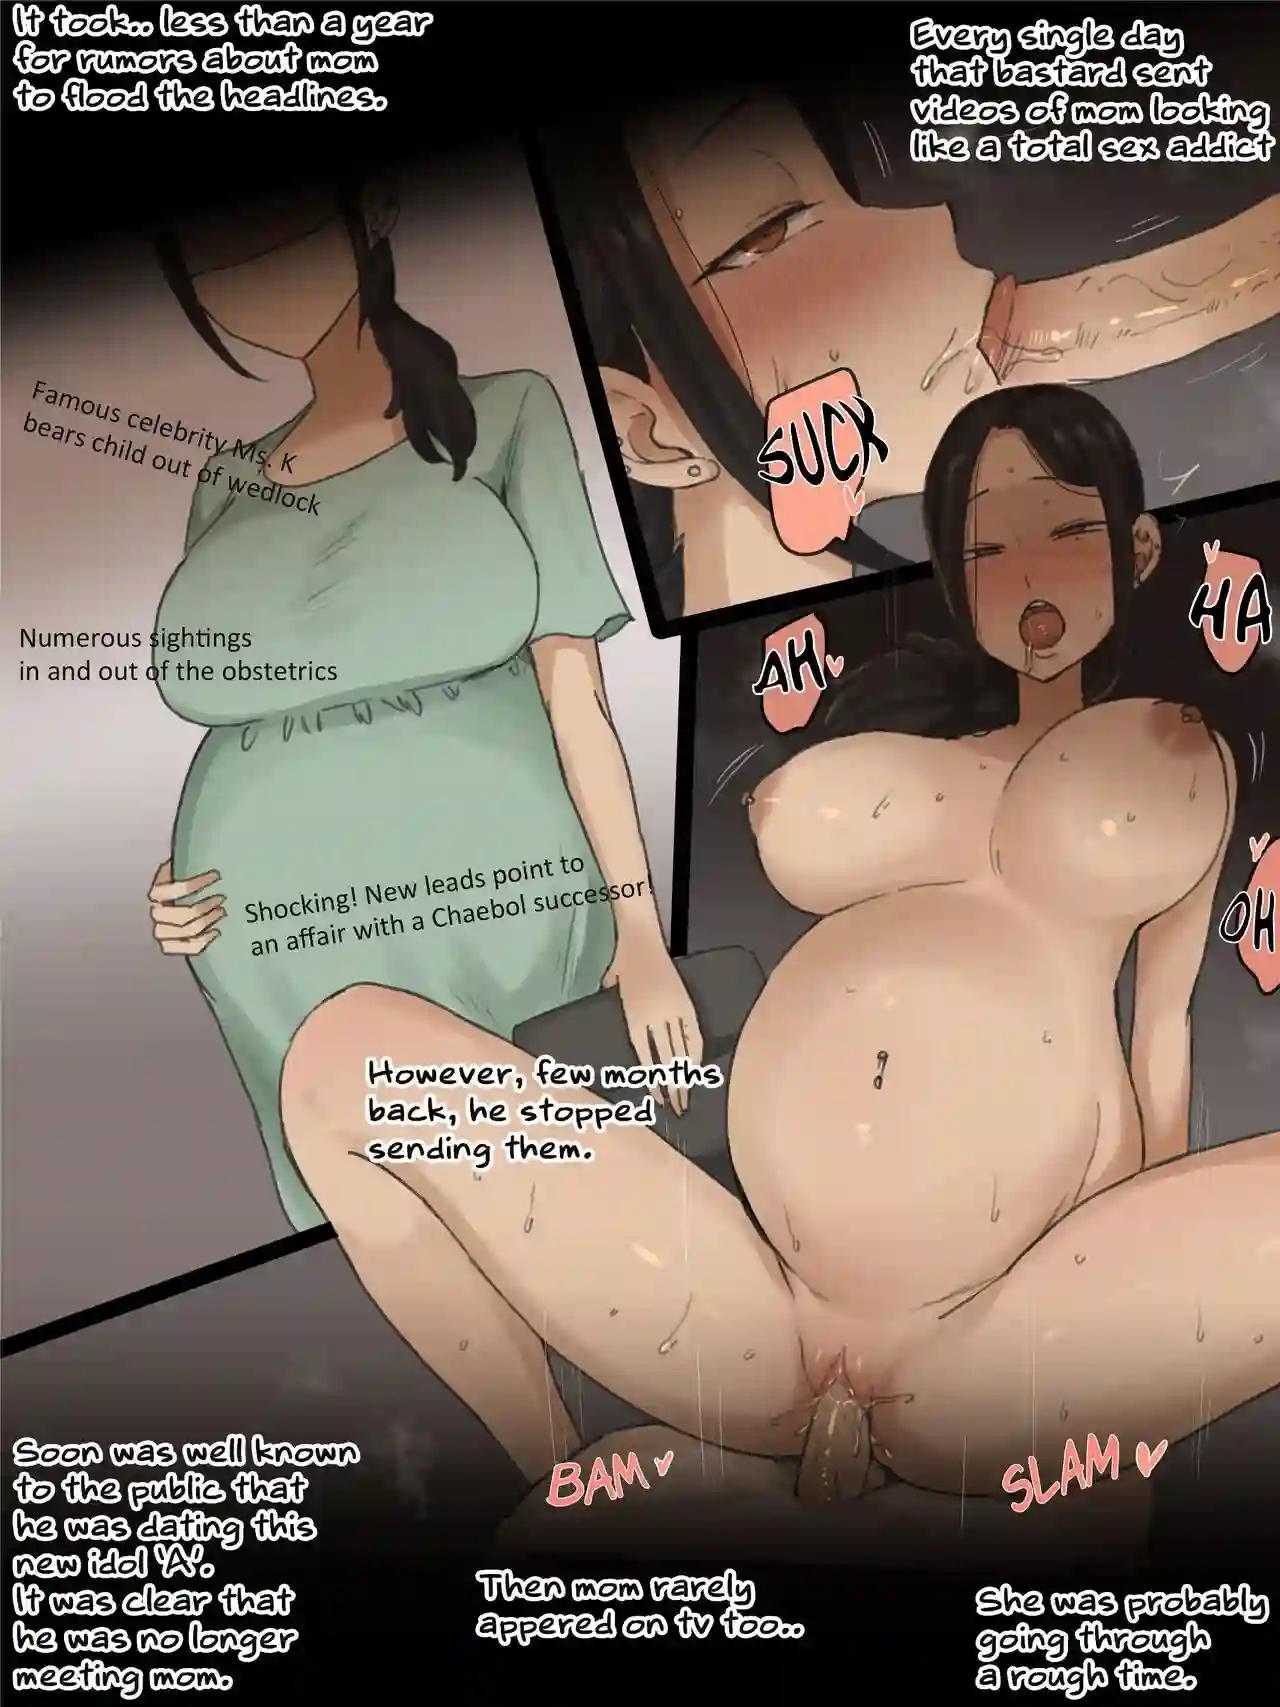 It took.. less than a year
for rumors about mom
to flood the headlines.
Every single day
that bastard sent
videos of mom looking
like a total sex addict
Famous celebrity Ms. K
bears child out of wedlock
SUCK
Numerous sightings
in and out of the obstetrics
AH
HA
Shocking! New leads point to
an affair with a Chaebol successor!
OH
However, few months
back, he stopped
sending them.
BAM
SLAM
Soon was well known
to the public that
he was dating this
new idol 'A'.
It was clear that
he was no longer
meeting mom.
Then mom rarely
appered on tv too..
She was probably
going through
a rough time.